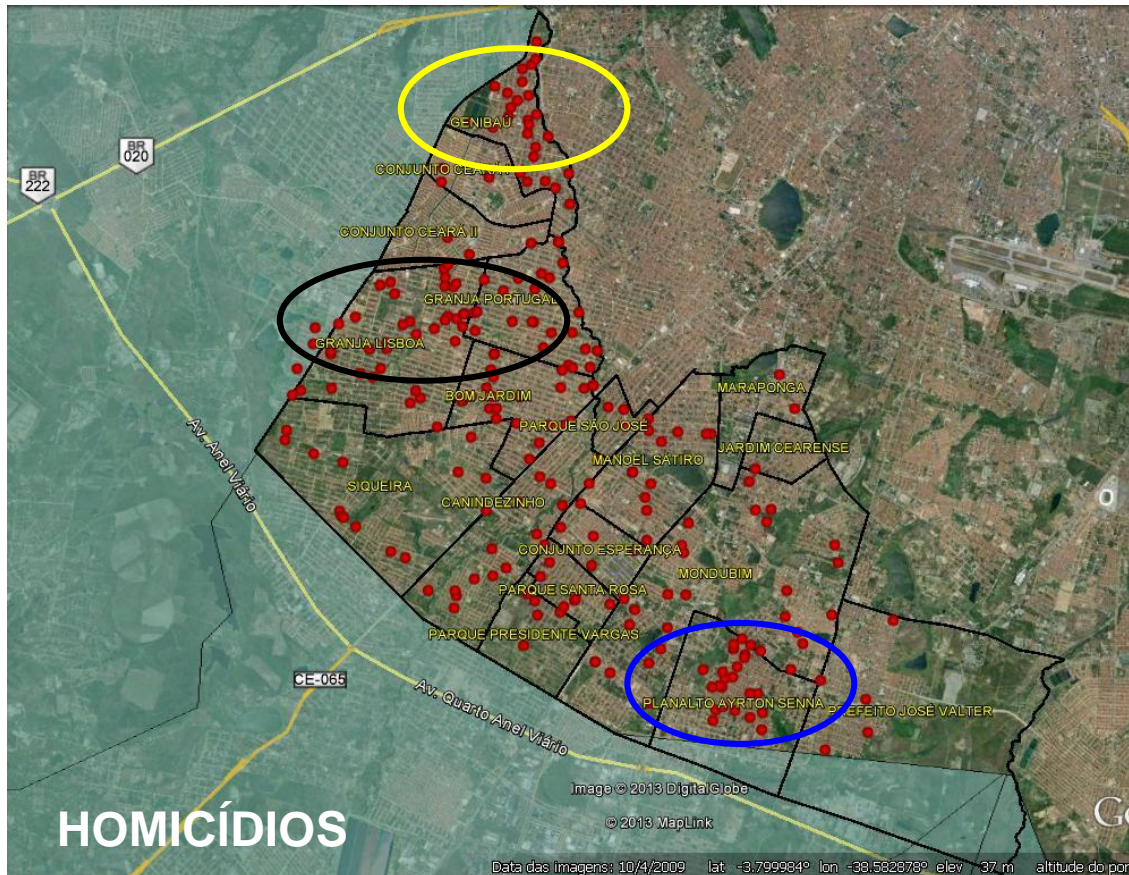 GENIBAÚ
BR
020
BR
222
CONJUNTO CEARÁ I
CONJUNTO CEARÁ II
GRANJA PORTUGAL
GRANJA LISBOA
BOM JARDIM
MARAPONGA
PARQUE SÃO JOSÉ
JARDIM CEARENSE
MANOEL SATIRO
SIQUEIRA
CANINDEZINHO
Av. Anel Viário
CONJUNTO ESPERANÇA
MONDUBIM
PARQUE SANTA ROSA
PARQUE PRESIDENTE VARGAS
CE-065
PLANALTO AYRTON SENNA
PREFEITO JOSÉ VALTER
Av. Quarto Anel Viário
Image © 2013 DigitalGlobe
© 2013 MapLink
HOMICÍDIOS
Data das imagens: 10/4/2009 lat -3.799984° lon -38.582878° elev 37 m altitude do